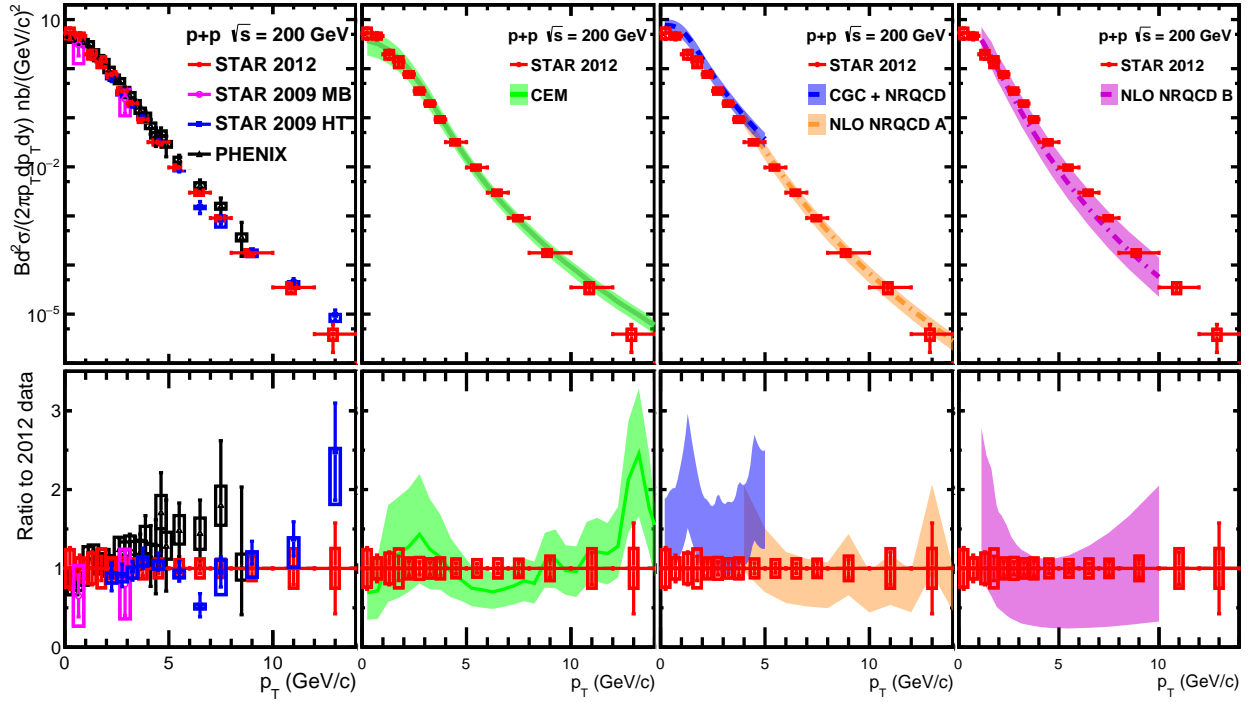 Bd²σ/(2πp_T dp_T dy) nb/(GeV/c)²
10
10⁻²
10⁻⁵
p+p √s = 200 GeV
STAR 2012
STAR 2009 MB
STAR 2009 HT
PHENIX
p+p √s = 200 GeV
STAR 2012
CEM
p+p √s = 200 GeV
STAR 2012
CGC + NRQCD
NLO NRQCD A
p+p √s = 200 GeV
STAR 2012
NLO NRQCD B
Ratio to 2012 data
3
2
1
0
0 5 10
p_T (GeV/c)
0 5 10
p_T (GeV/c)
0 5 10
p_T (GeV/c)
0 5 10
p_T (GeV/c)